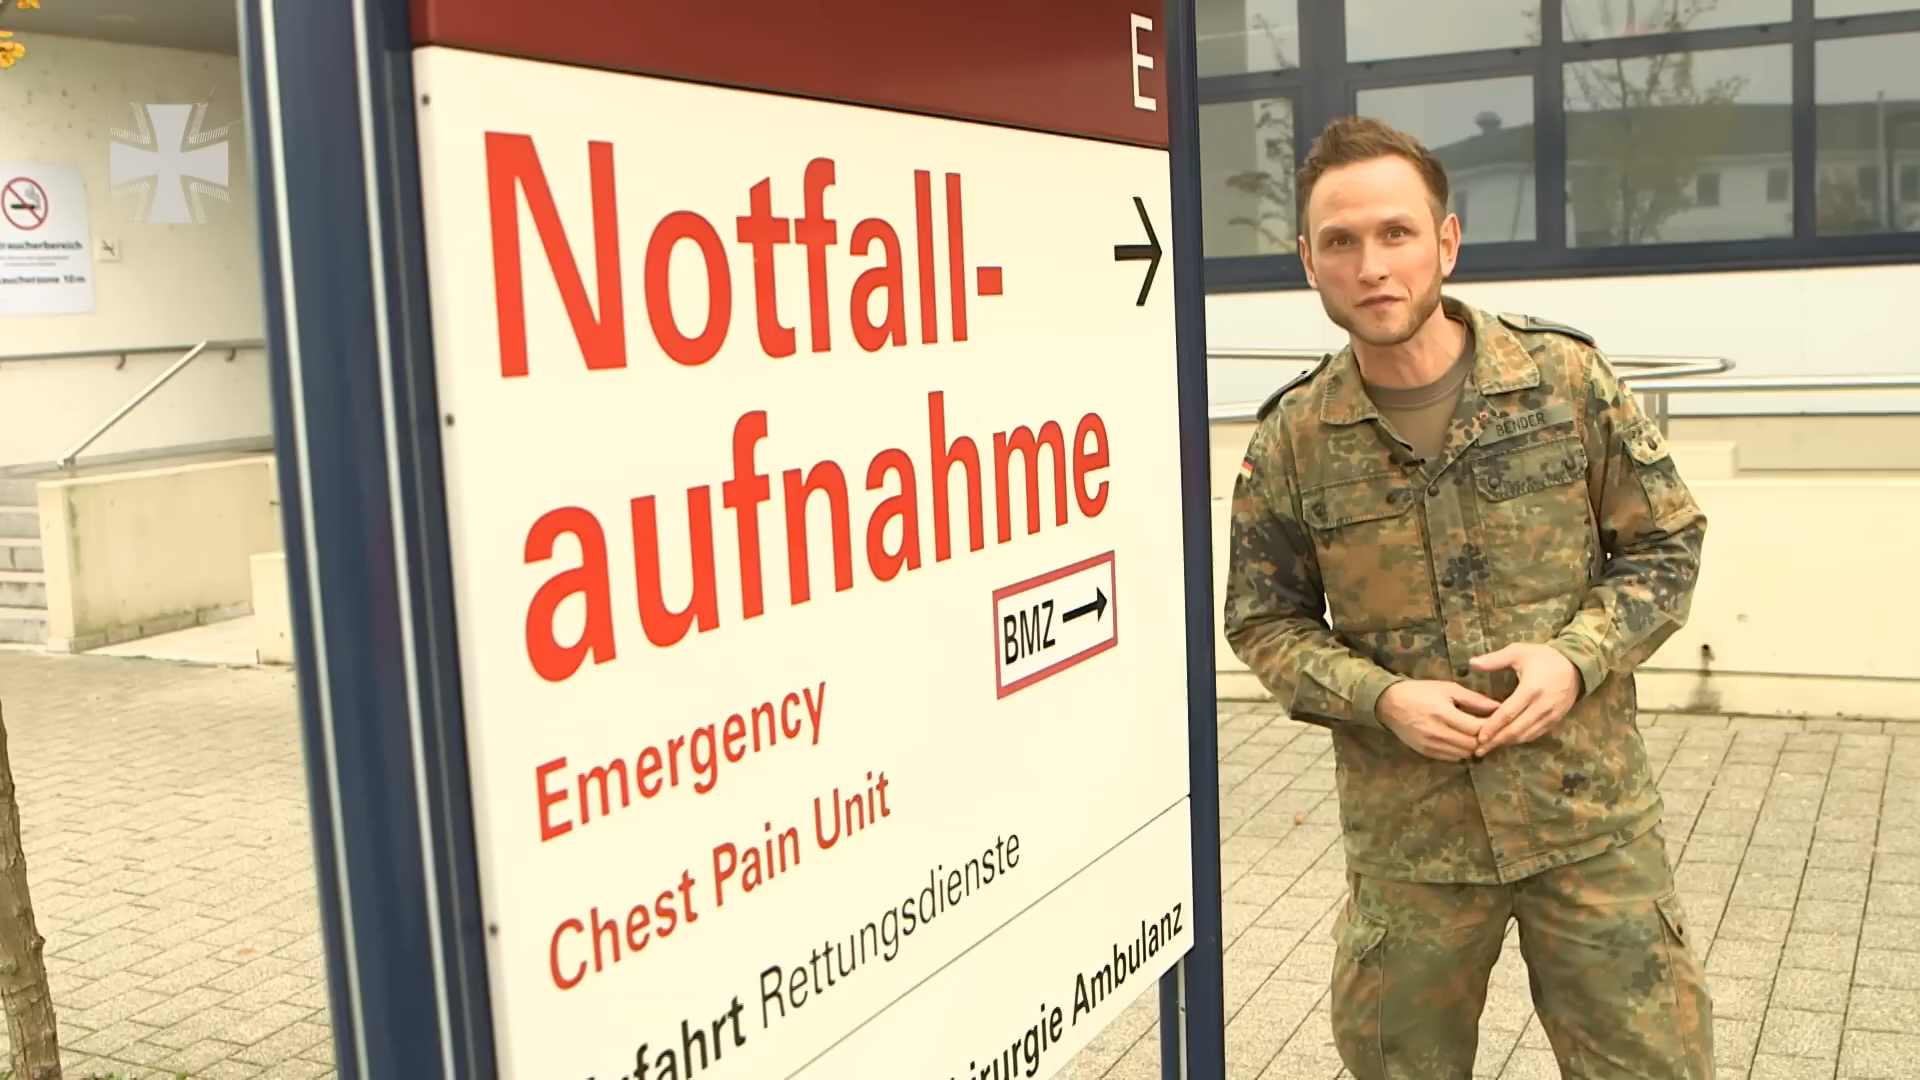 E
Notfall-
aufnahme
BMZ
Emergency
Chest Pain Unit
Rettungsdienste
Ambulanz
BENDER